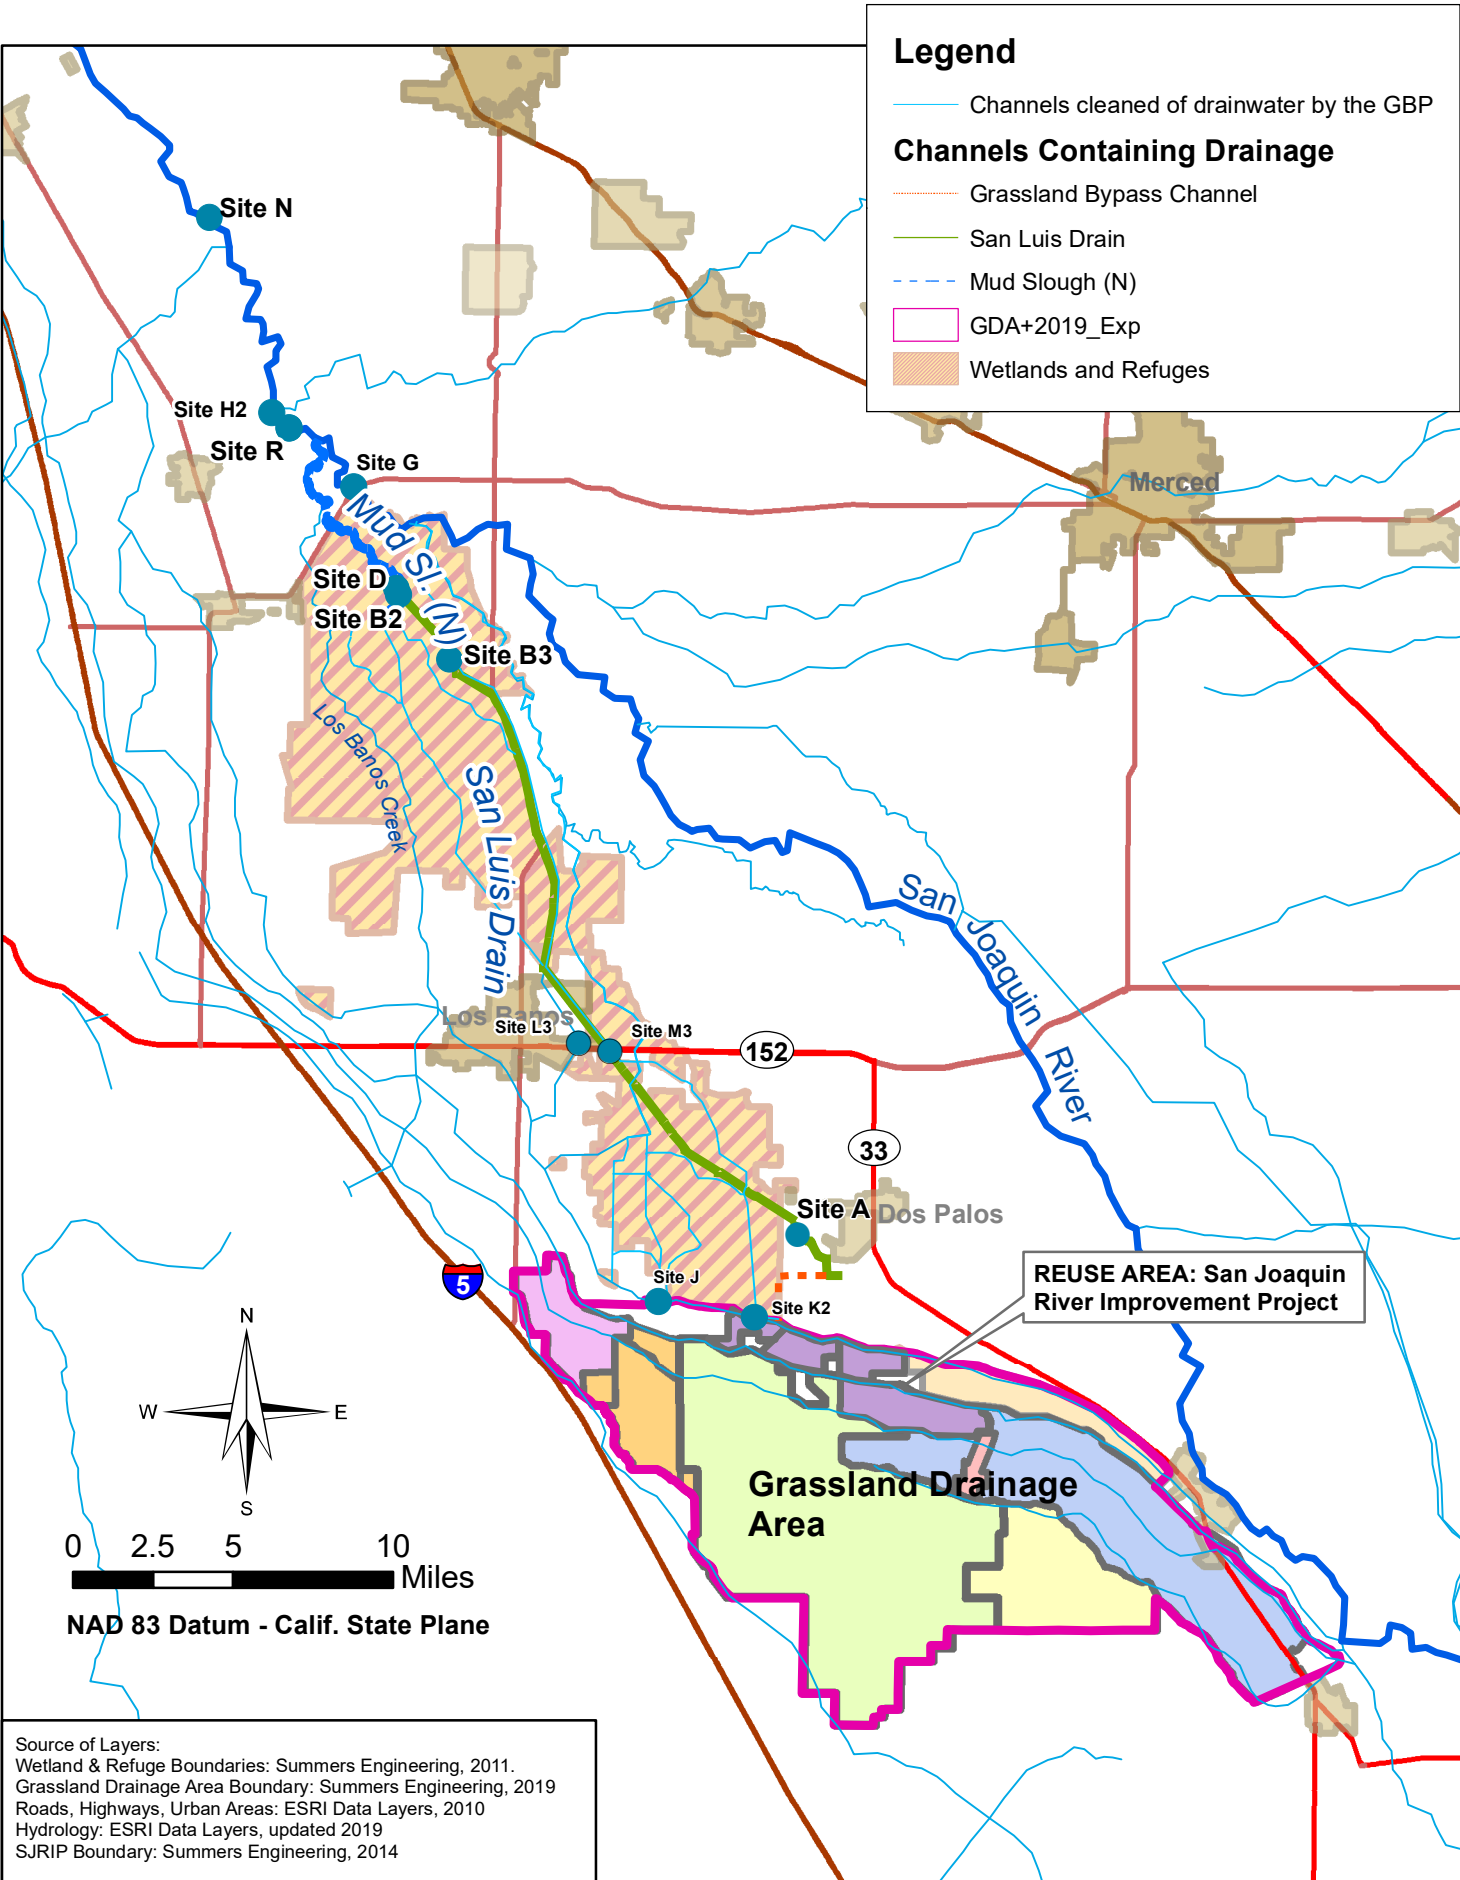 Legend
Channels cleaned of drainwater by the GBP
Channels Containing Drainage
Grassland Bypass Channel
San Luis Drain
Mud Slough (N)
GDA+2019_Exp
Wetlands and Refuges
Site N
Site H2
Site R
Site G
Merced
Mud Sl. (N)
Site D
Site B2
Site B3
Los Banos Creek
San Luis Drain
San Joaquin River
Los Banos
Site L3
Site M3
152
33
Site A
Dos Palos
Site J
Site K2
5
REUSE AREA: San Joaquin
River Improvement Project
N
W
E
S
Grassland Drainage
Area
0 2.5 5 10
Miles
NAD 83 Datum - Calif. State Plane
Source of Layers:
Wetland & Refuge Boundaries: Summers Engineering, 2011.
Grassland Drainage Area Boundary: Summers Engineering, 2019
Roads, Highways, Urban Areas: ESRI Data Layers, 2010
Hydrology: ESRI Data Layers, updated 2019
SJRIP Boundary: Summers Engineering, 2014